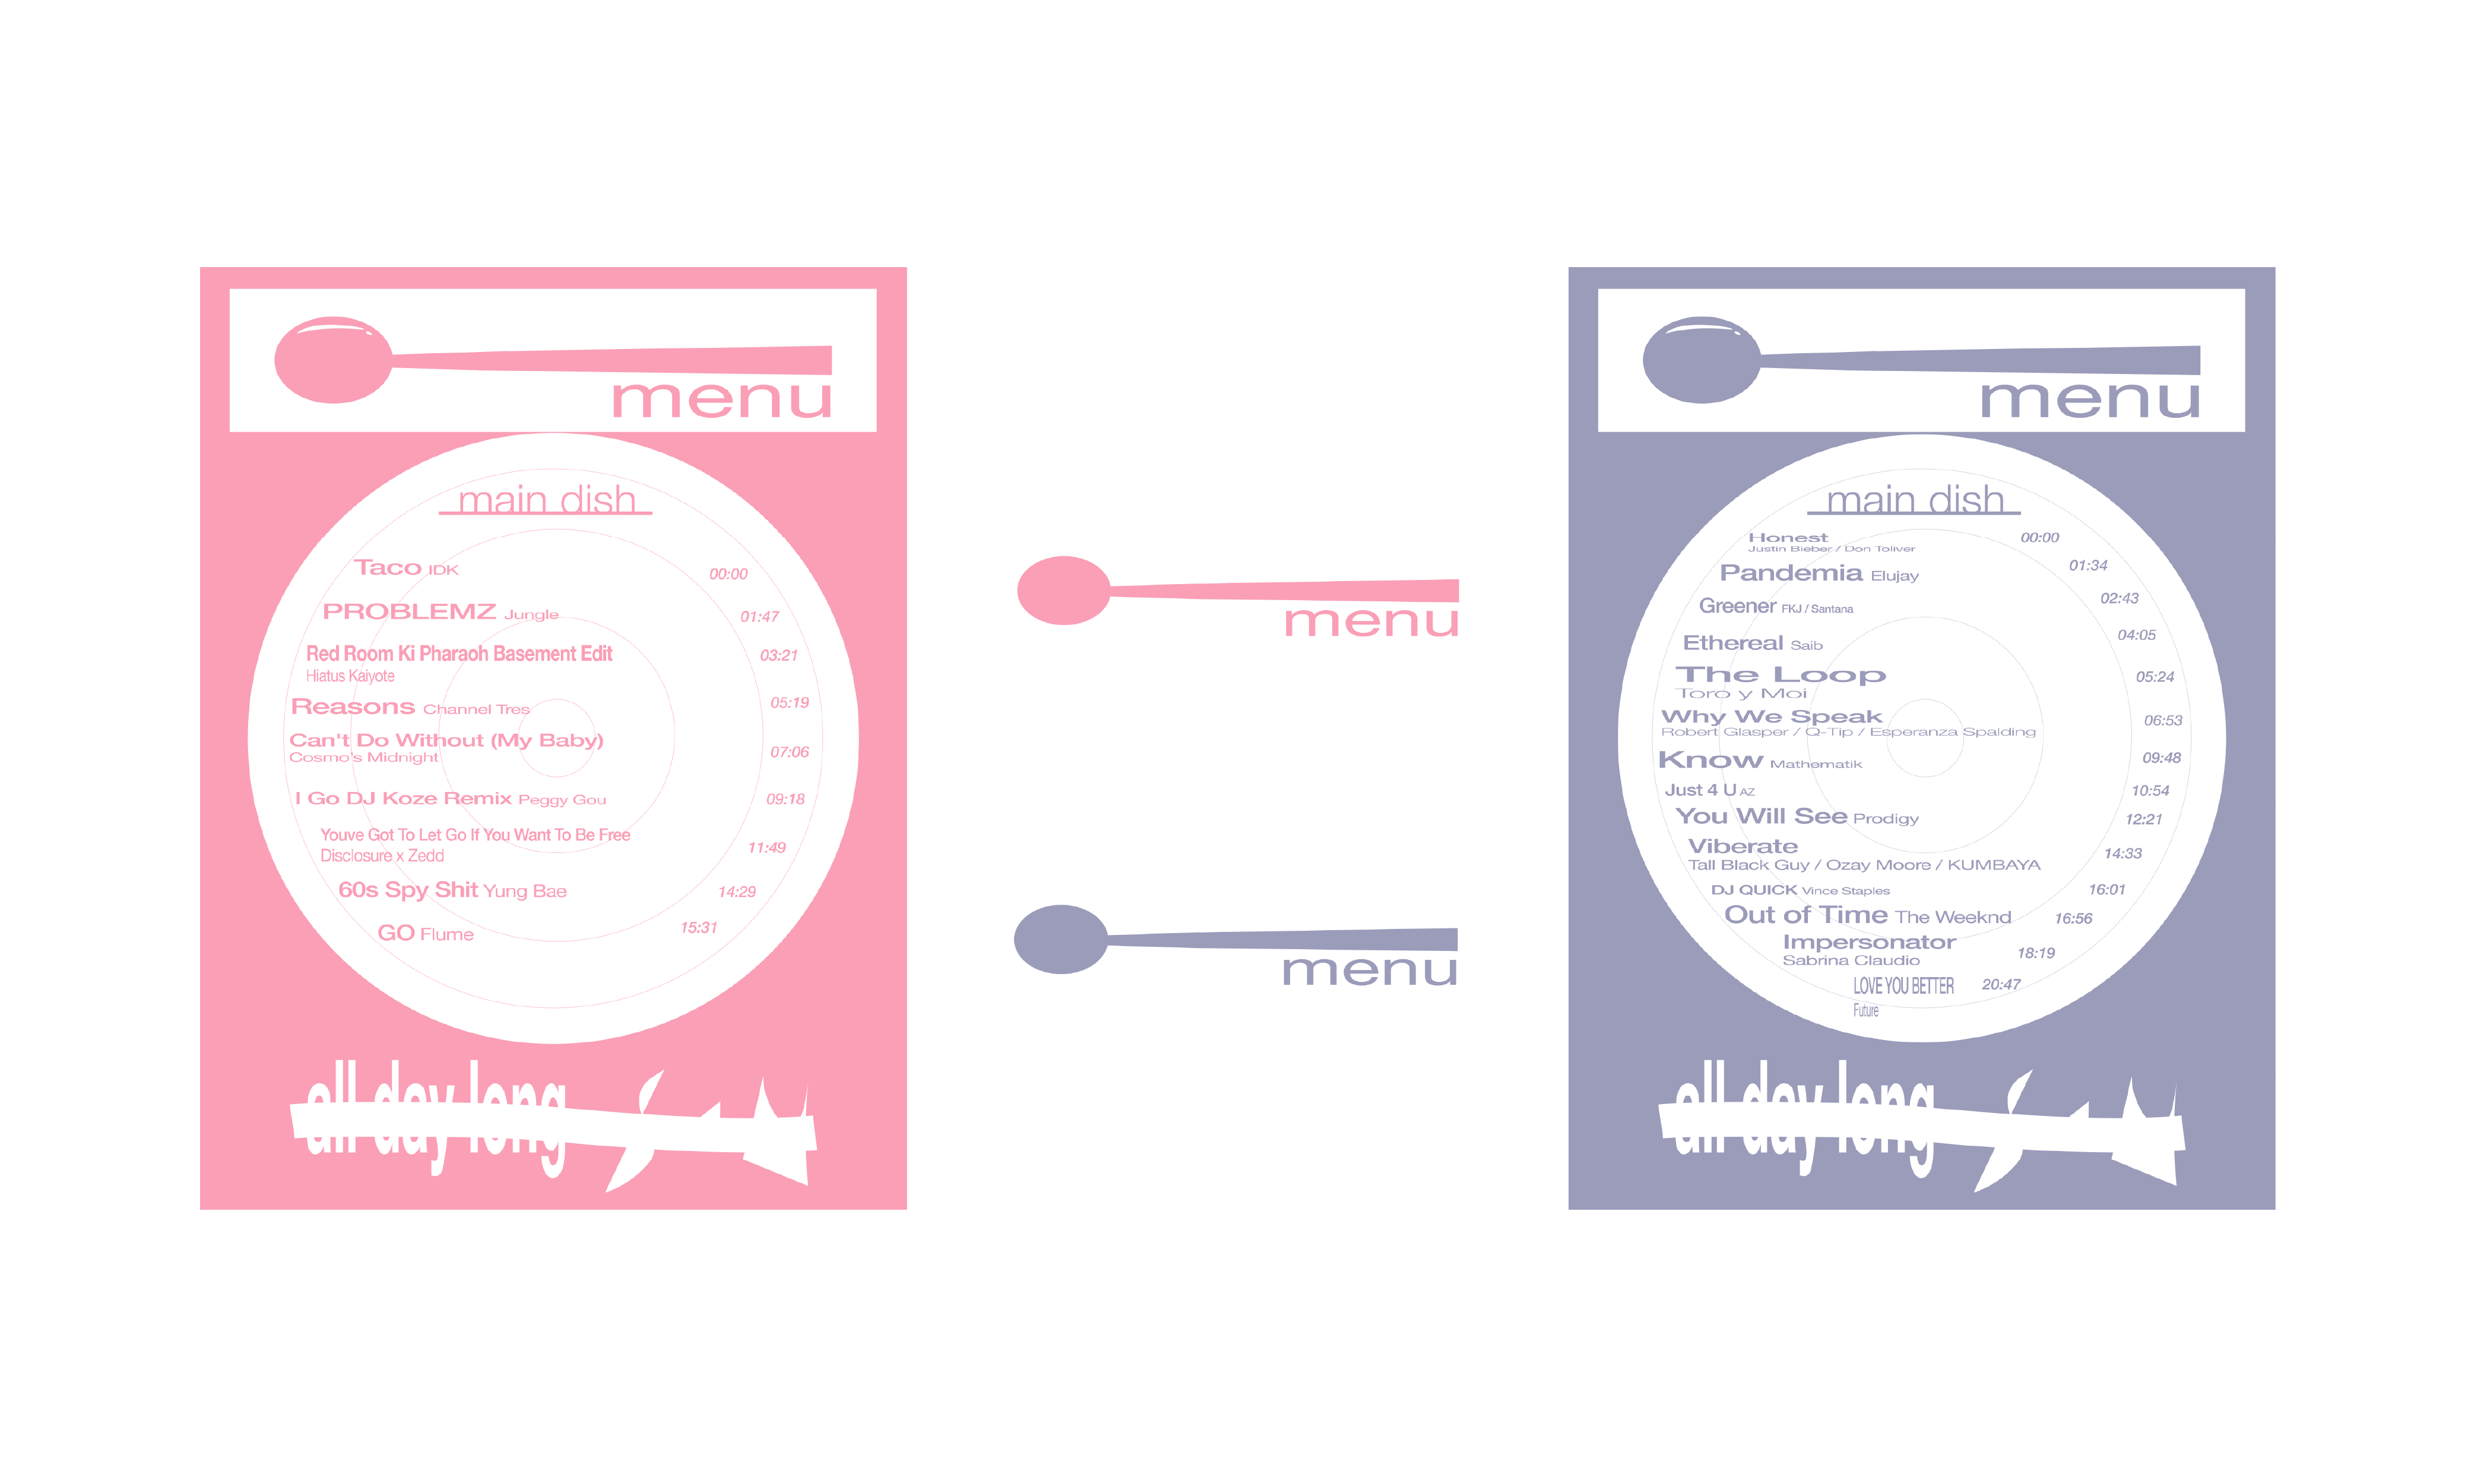 menu
main dish
Taco IDK 00:00
PROBLEMZ Jungle 01:47
Red Room Ki Pharaoh Basement Edit 03:21
Hiatus Kaiyote
Reasons Channel Tres 05:19
Can't Do Without (My Baby) 07:06
Cosmo's Midnight
I Go DJ Koze Remix Peggy Gou 09:18
Youve Got To Let Go If You Want To Be Free 11:49
Disclosure x Zedd
60s Spy Shit Yung Bae 14:29
GO Flume 15:31
all day long
menu
menu
menu
main dish
Honest 00:00
Justin Bieber / Don Toliver
Pandemia Elujay 01:34
Greener FKJ / Santana 02:43
Ethereal Saib 04:05
The Loop 05:24
Toro y Moi
Why We Speak 06:53
Robert Glasper / Q-Tip / Esperanza Spalding
Know Mathematik 09:48
Just 4 U AZ 10:54
You Will See Prodigy 12:21
Viberate 14:33
Tall Black Guy / Ozay Moore / KUMBAYA
DJ QUICK Vince Staples 16:01
Out of Time The Weeknd 16:56
Impersonator 18:19
Sabrina Claudio
LOVE YOU BETTER 20:47
Future
all day long